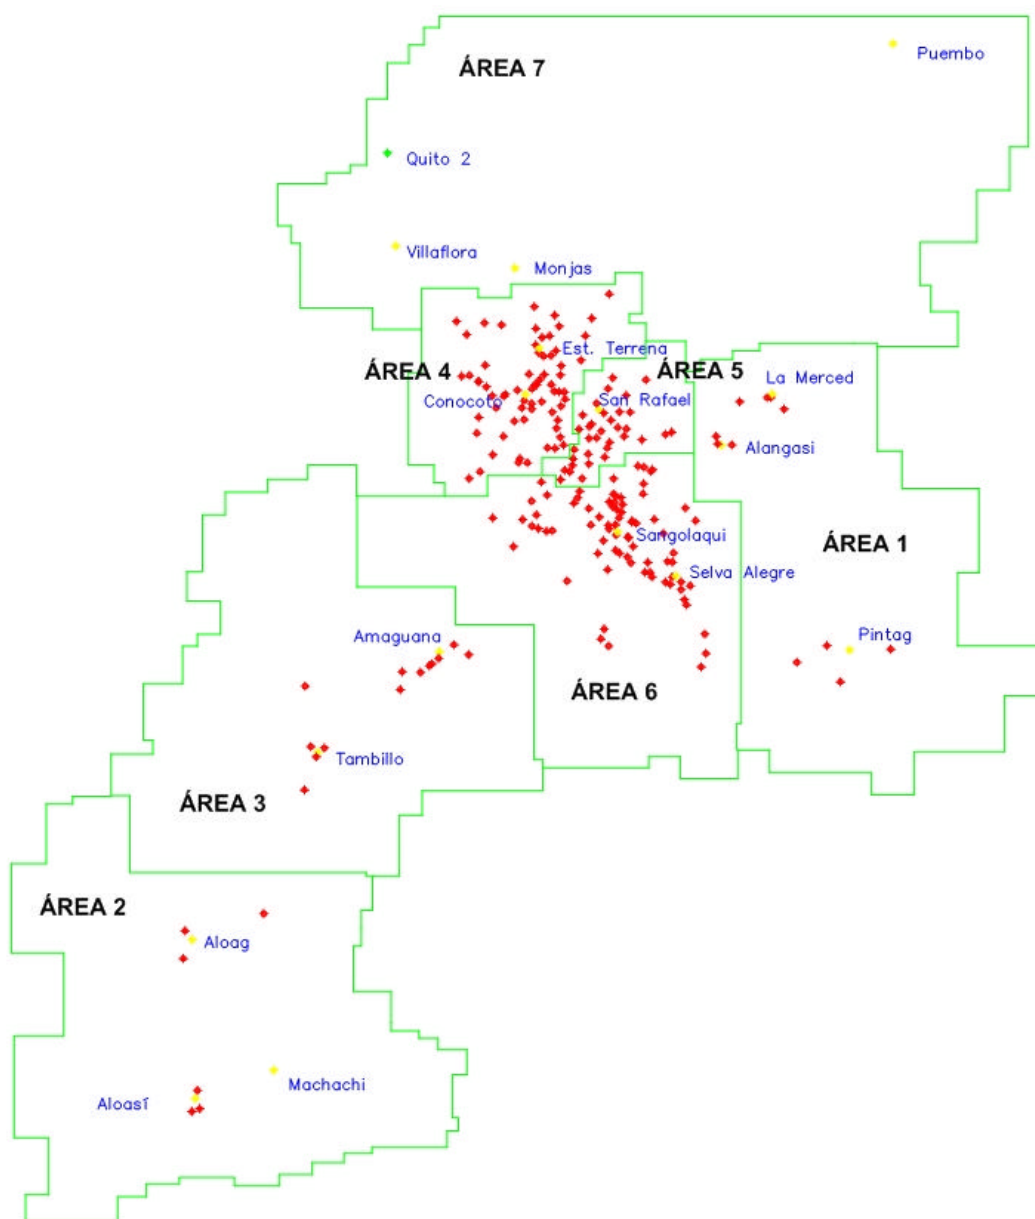 Puembo
ÁREA 7
Quito 2
Villaflora
Monjas
Est. Terrena
ÁREA 4
ÁREA 5
La Merced
Conocoto
San Rafael
Alangasi
Sangolaqui
ÁREA 1
Selva Alegre
Amaguana
Pintag
ÁREA 6
Tambillo
ÁREA 3
ÁREA 2
Aloag
Machachi
Aloasí